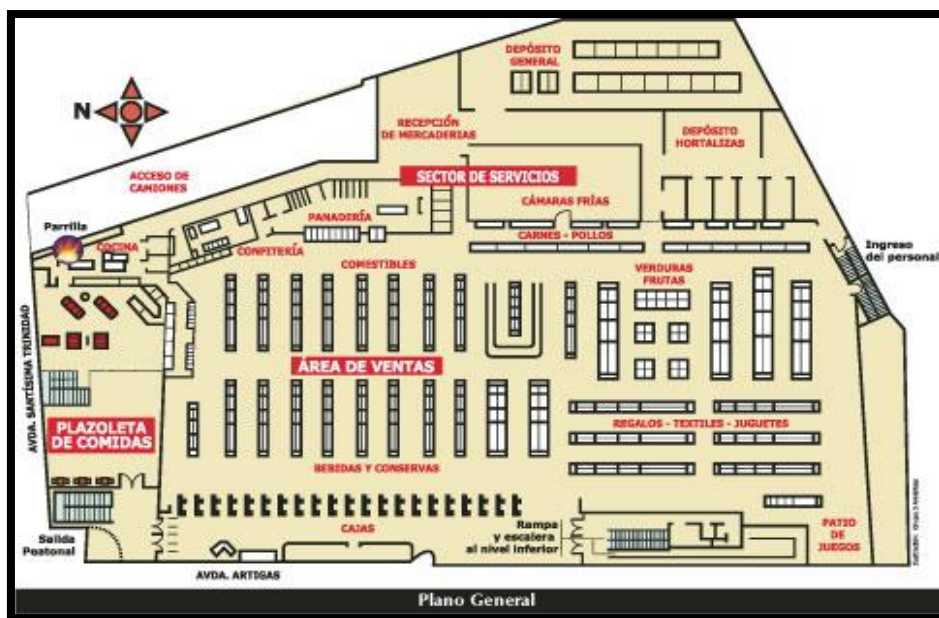 DEPÓSITO
GENERAL
N
RECEPCIÓN
DE MERCADERIAS
DEPÓSITO
HORTALIZAS
ACCESO DE
CAMIONES
SECTOR DE SERVICIOS
CÁMARAS FRÍAS
PANADERÍA
Parrilla
COCINA
CONFITERÍA
CARNES - POLLOS
Ingreso
del personal
COMESTIBLES
VERDURAS
FRUTAS
AVDA. SANTÍSIMA TRINIDAD
ÁREA DE VENTAS
PLAZOLETA
DE COMIDAS
REGALOS - TEXTILES - JUGUETES
BEBIDAS Y CONSERVAS
CAJAS
Rampa
y escalera
al nivel inferior
PATIO
DE
JUEGOS
Salida
Peatonal
AVDA. ARTIGAS
Plano General